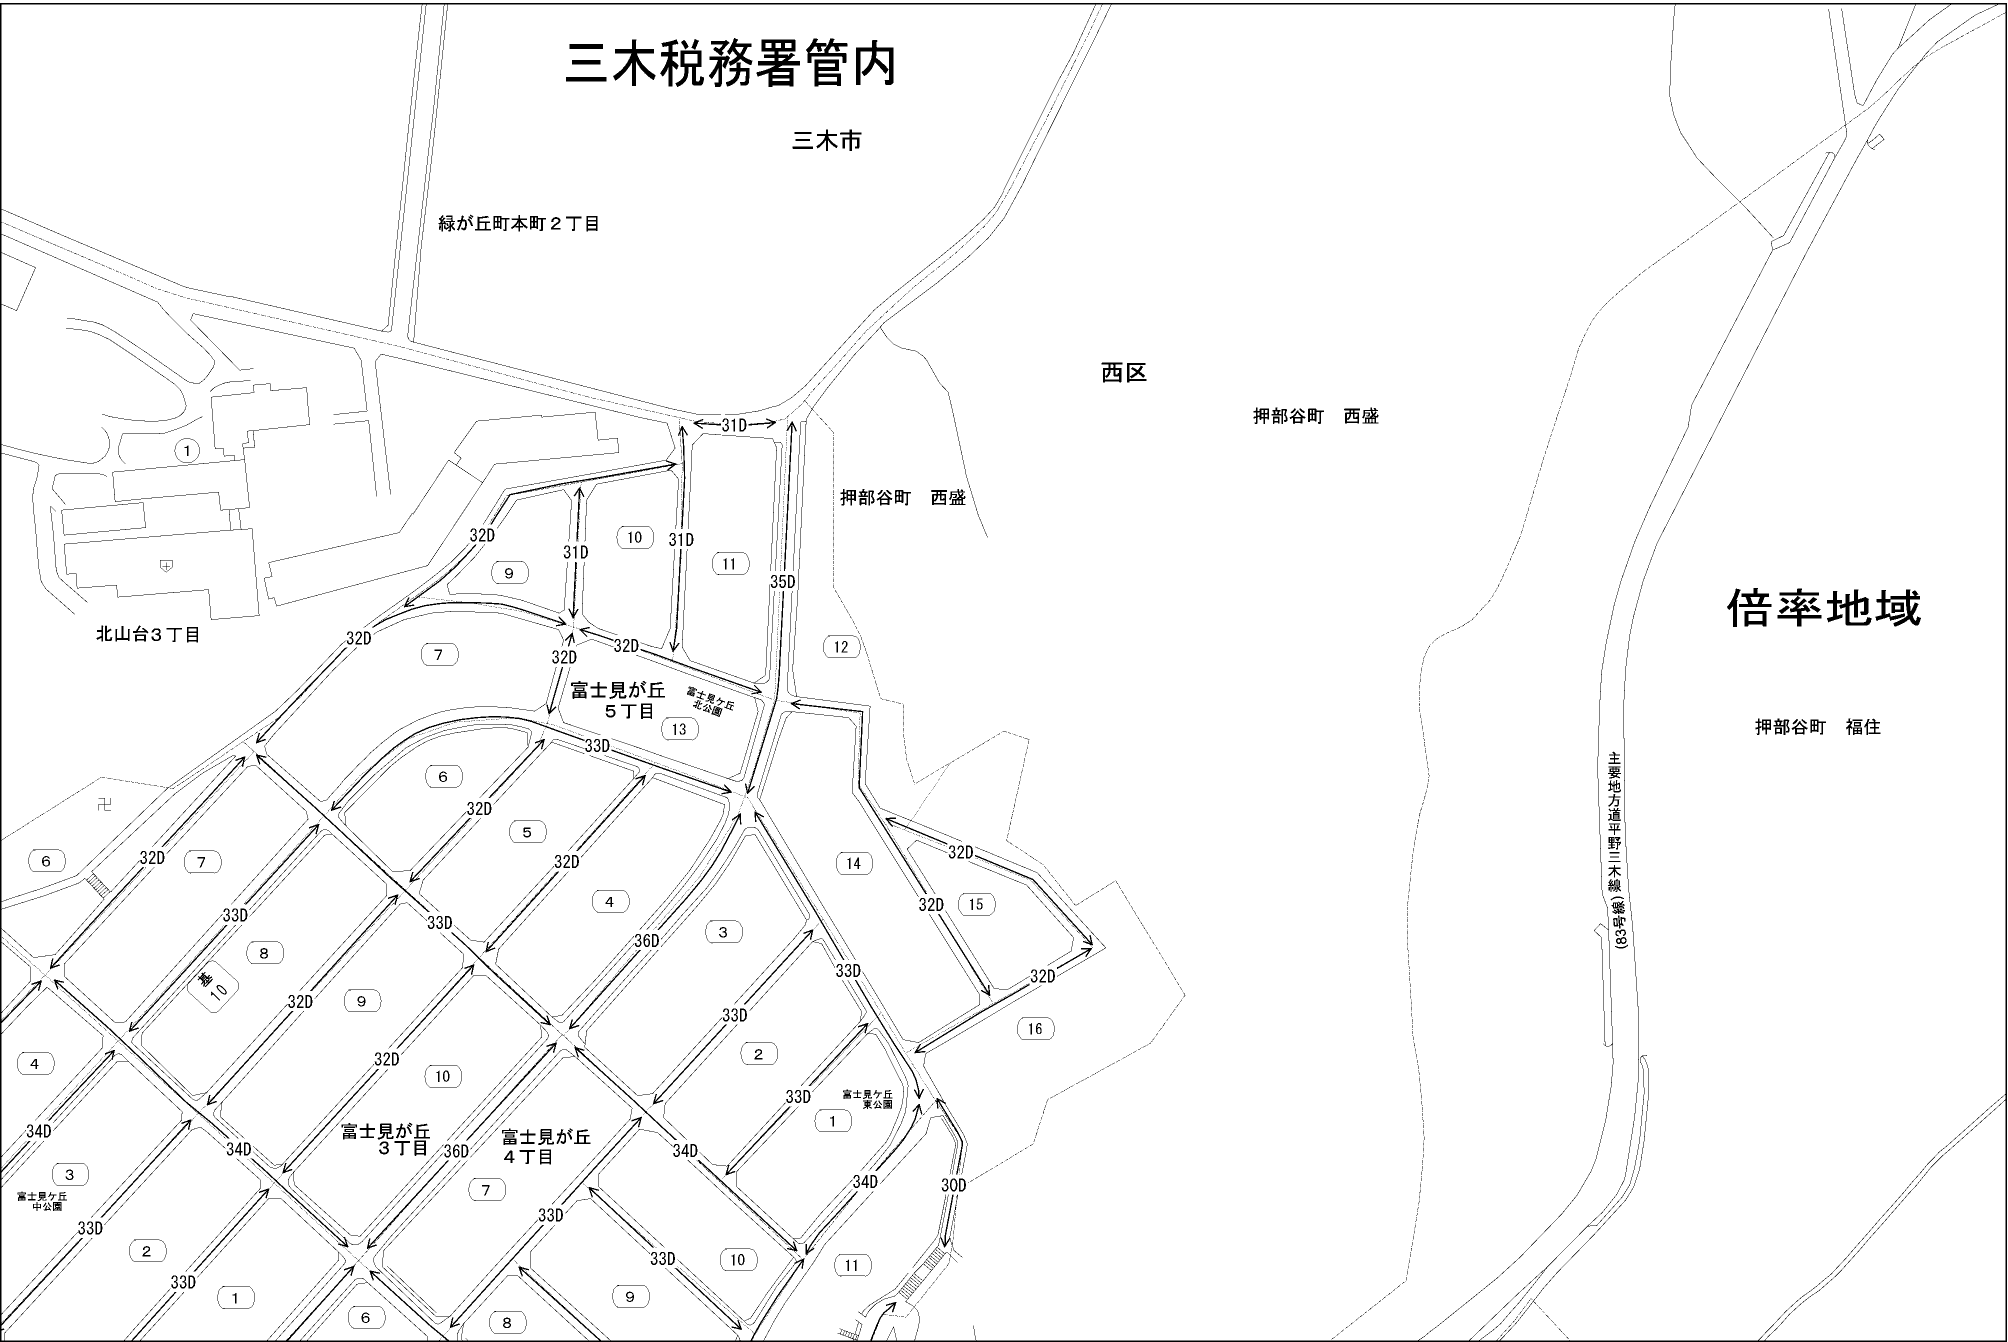 三木税務署管内
三木市
緑が丘町本町２丁目
西区
押部谷町　西盛
31D
1
押部谷町　西盛
32D
31D
10
31D
11
9
35D
倍率地域
北山台３丁目
32D
7
32D
32D
12
富士見が丘
５丁目
富士見ケ丘
北公園
13
33D
押部谷町　福住
主要地方道平野三木線
(83号線)
6
卍
32D
5
6
7
32D
32D
14
32D
4
15
32D
33D
33D
3
36D
8
基
10
9
32D
33D
32D
33D
16
2
4
32D
10
33D
富士見ケ丘
東公園
1
34D
富士見が丘
３丁目
富士見が丘
４丁目
34D
36D
34D
3
富士見ケ丘
中公園
7
34D
30D
33D
33D
2
33D
10
11
33D
1
9
6
8